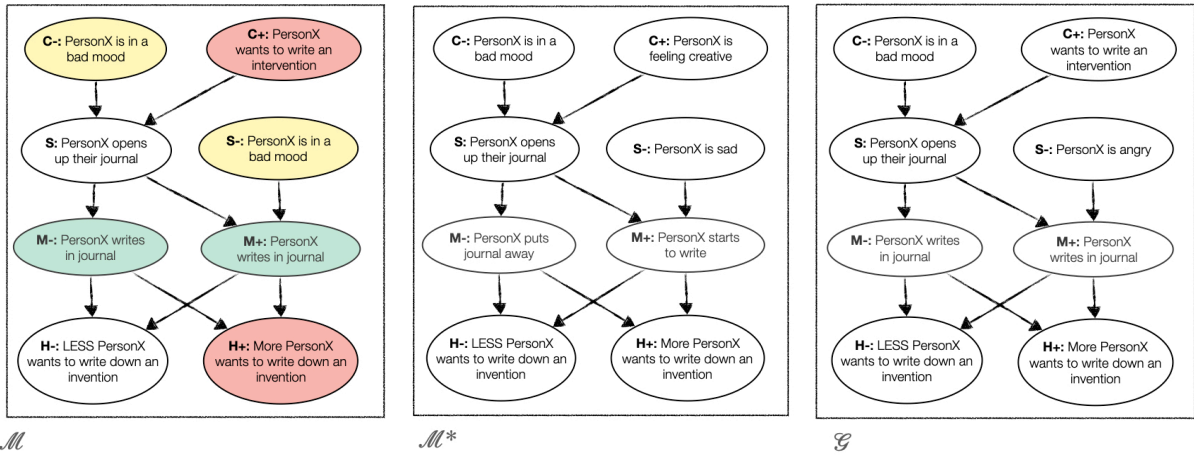 C-: PersonX is in a
bad mood
C+: PersonX
wants to write an
intervention
S: PersonX opens
up their journal
S-: PersonX is in a
bad mood
M-: PersonX writes
in journal
M+: PersonX
writes in journal
H-: LESS PersonX
wants to write down an
invention
H+: More PersonX
wants to write down an
invention
ℳ
C-: PersonX is in a
bad mood
C+: PersonX is
feeling creative
S: PersonX opens
up their journal
S-: PersonX is sad
M-: PersonX puts
journal away
M+: PersonX starts
to write
H-: LESS PersonX
wants to write down an
invention
H+: More PersonX
wants to write down an
invention
ℳ*
C-: PersonX is in a
bad mood
C+: PersonX
wants to write an
intervention
S: PersonX opens
up their journal
S-: PersonX is angry
M-: PersonX writes
in journal
M+: PersonX
writes in journal
H-: LESS PersonX
wants to write down an
invention
H+: More PersonX
wants to write down an
invention
𝒢